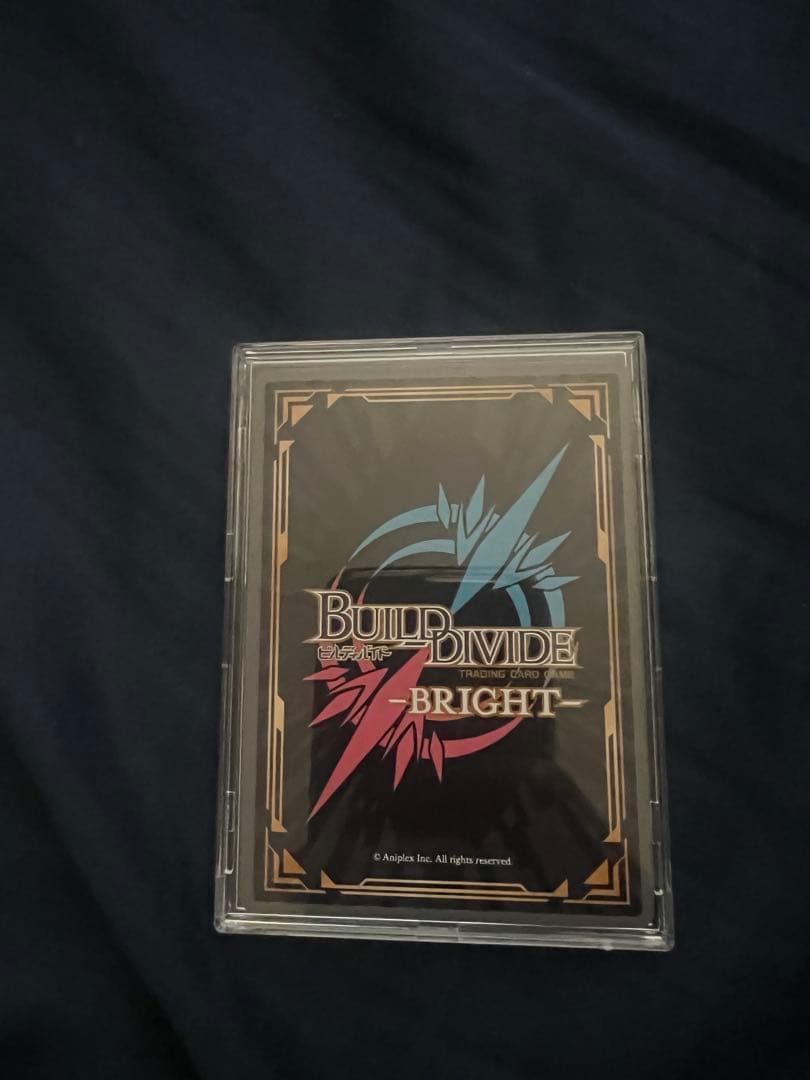 BUILD DIVIDE
ビルディバイド
TRADING CARD GAME
-BRIGHT-
© Aniplex Inc. All rights reserved.